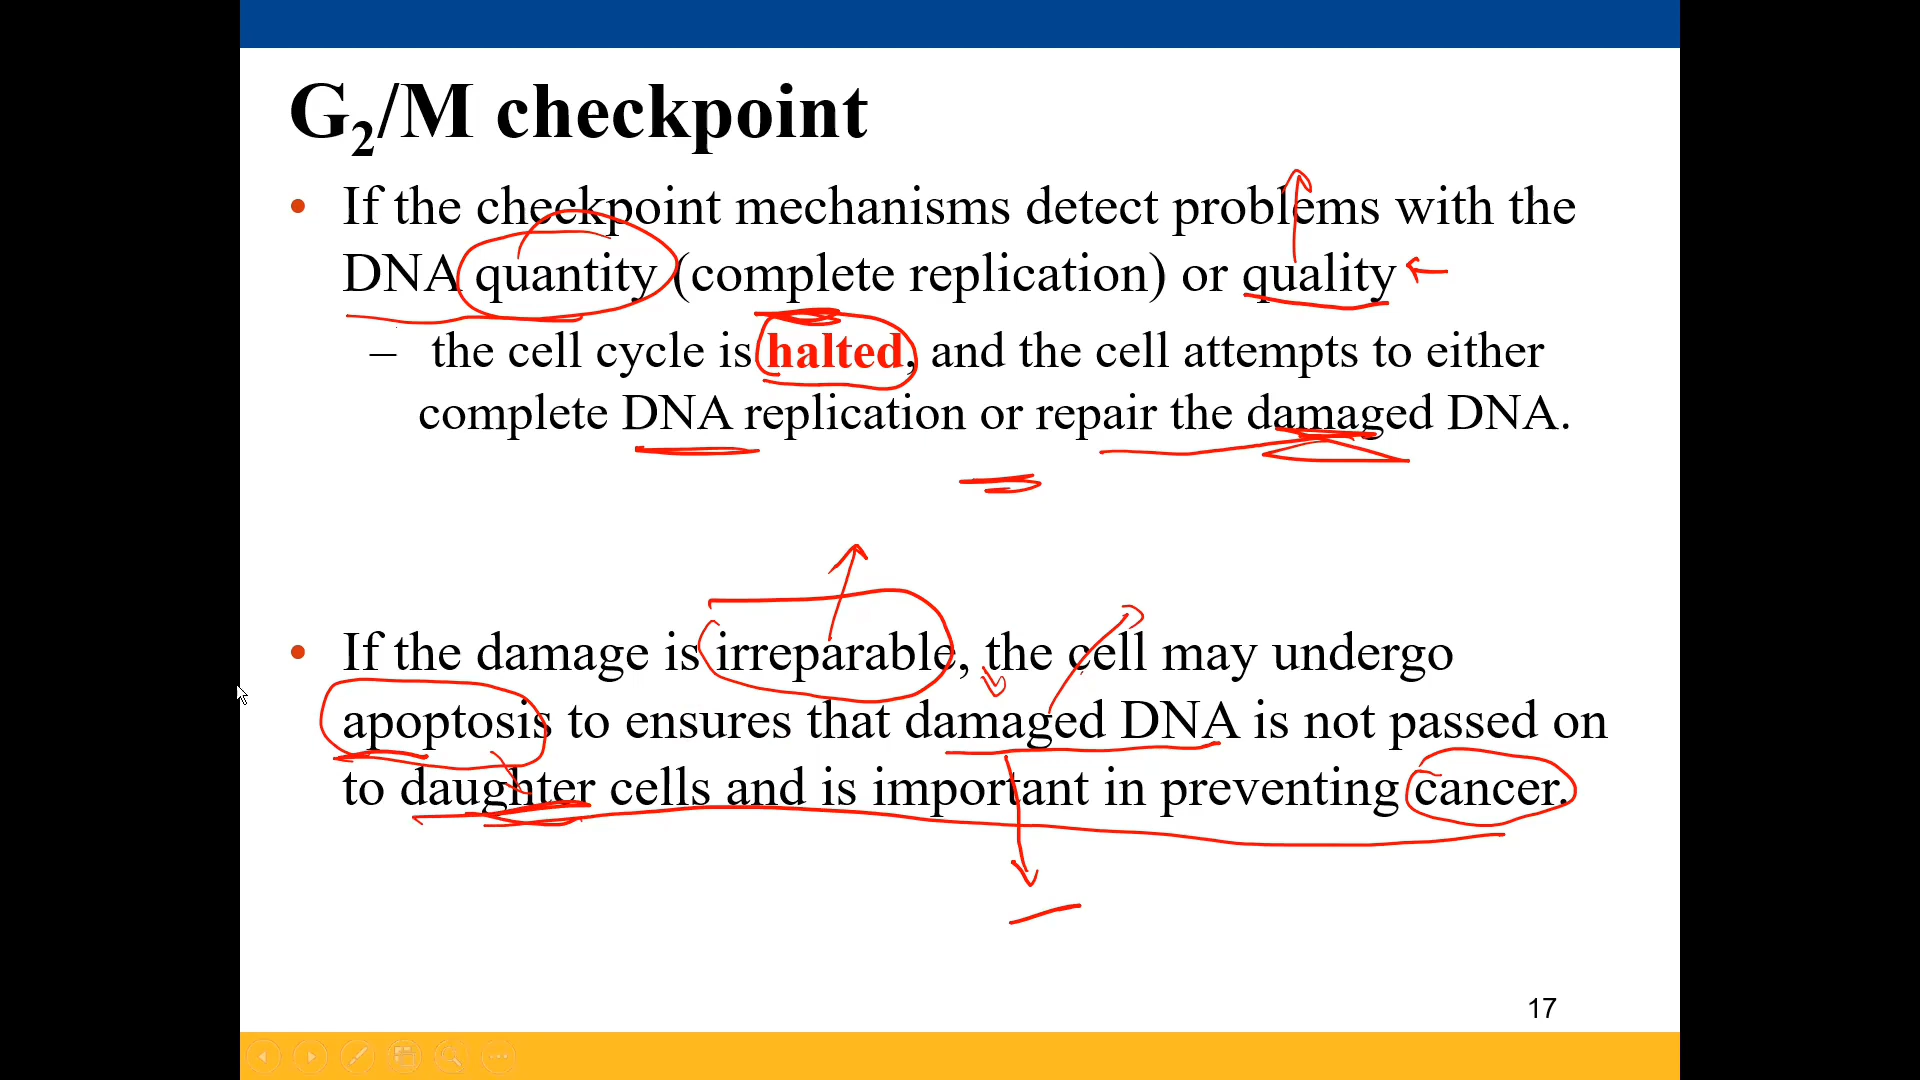 G₂/M checkpoint
• If the checkpoint mechanisms detect problems with the
DNA quantity (complete replication) or quality
– the cell cycle is halted, and the cell attempts to either
complete DNA replication or repair the damaged DNA.
• If the damage is irreparable, the cell may undergo
apoptosis to ensures that damaged DNA is not passed on
to daughter cells and is important in preventing cancer.
17